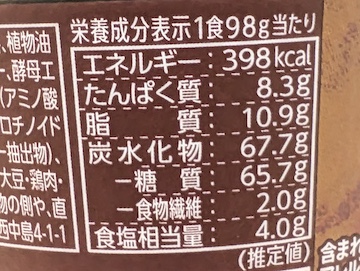 栄養成分表示1食98g当たり
エネルギー:398kcal
たんぱく質:8.3g
脂質:10.9g
炭水化物:67.7g
-糖質:65.7g
-食物繊維:2.0g
食塩相当量:4.0g
(推定値)
、植物油
、酵母エ
(アミノ酸
ロチノイド
ー抽出物)、
大豆・鶏肉・
の側や、直
西中島4-1-1
含まれ